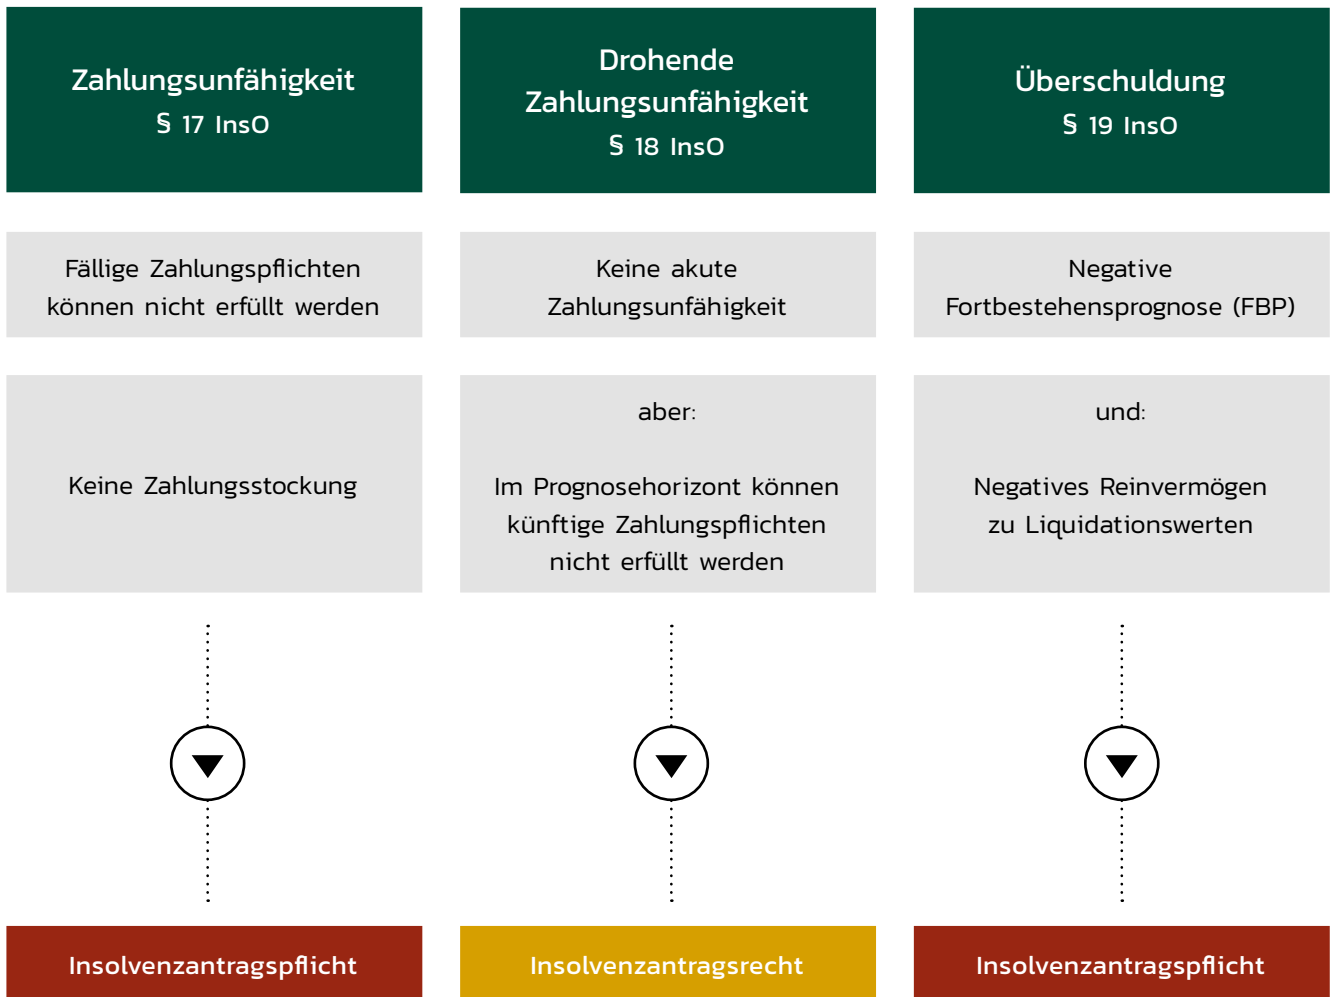 Zahlungsunfähigkeit
§ 17 InsO
Drohende
Zahlungsunfähigkeit
§ 18 InsO
Überschuldung
§ 19 InsO
Fällige Zahlungspflichten
können nicht erfüllt werden
Keine akute
Zahlungsunfähigkeit
Negative
Fortbestehensprognose (FBP)
Keine Zahlungsstockung
aber:
Im Prognosehorizont können
künftige Zahlungspflichten
nicht erfüllt werden
und:
Negatives Reinvermögen
zu Liquidationswerten
Insolvenzantragspflicht
Insolvenzantragsrecht
Insolvenzantragspflicht